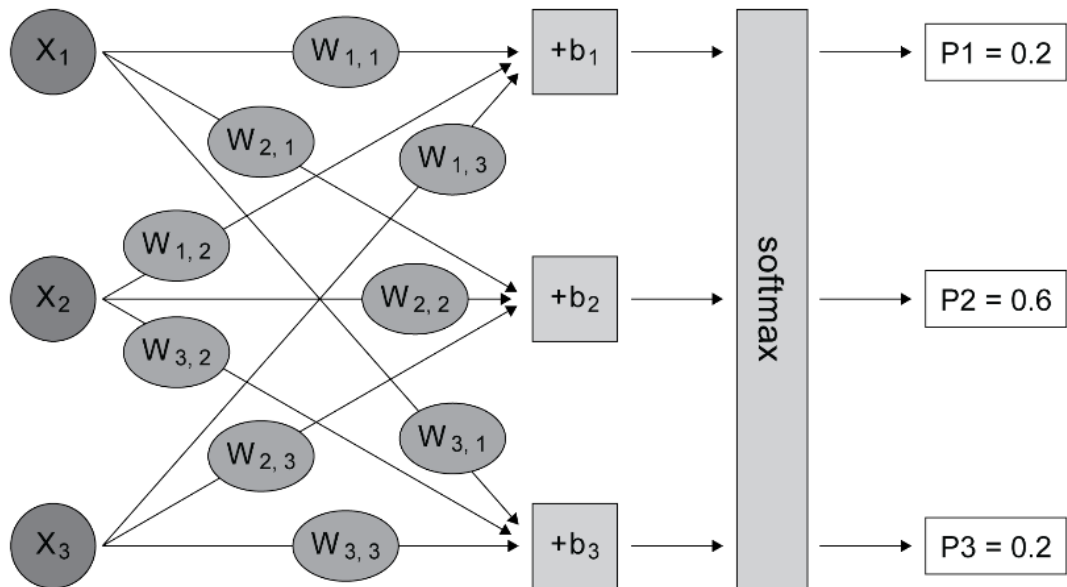 X1 W1, 1 +b1 P1 = 0.2
W2, 1 W1, 3
W1, 2
X2 W2, 2 +b2 softmax P2 = 0.6
W3, 2
W2, 3 W3, 1
X3 W3, 3 +b3 P3 = 0.2